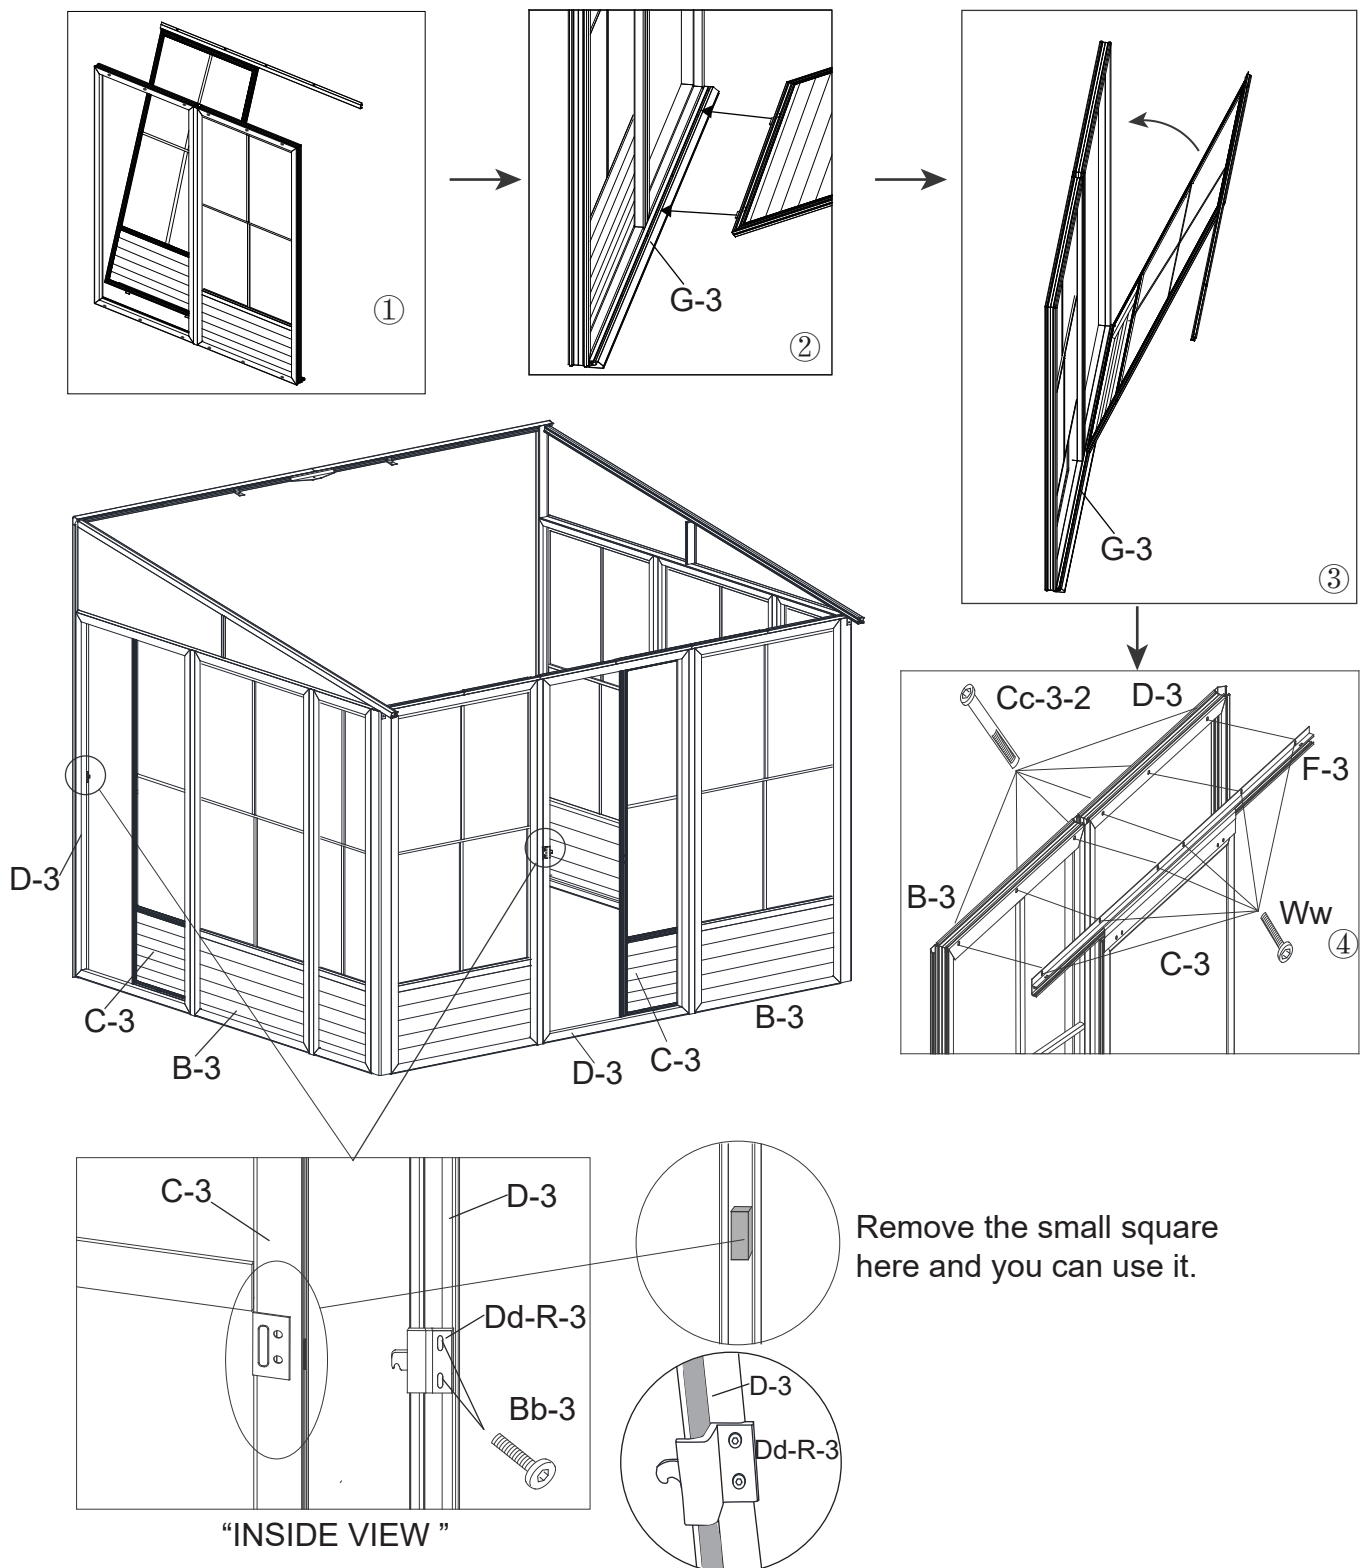 ①
G-3
②
G-3
③
Cc-3-2
D-3
F-3
B-3
Ww
C-3
④
D-3
C-3
B-3
D-3
C-3
B-3
C-3
D-3
Dd-R-3
Bb-3
“INSIDE VIEW ”
Remove the small square
here and you can use it.
D-3
Dd-R-3